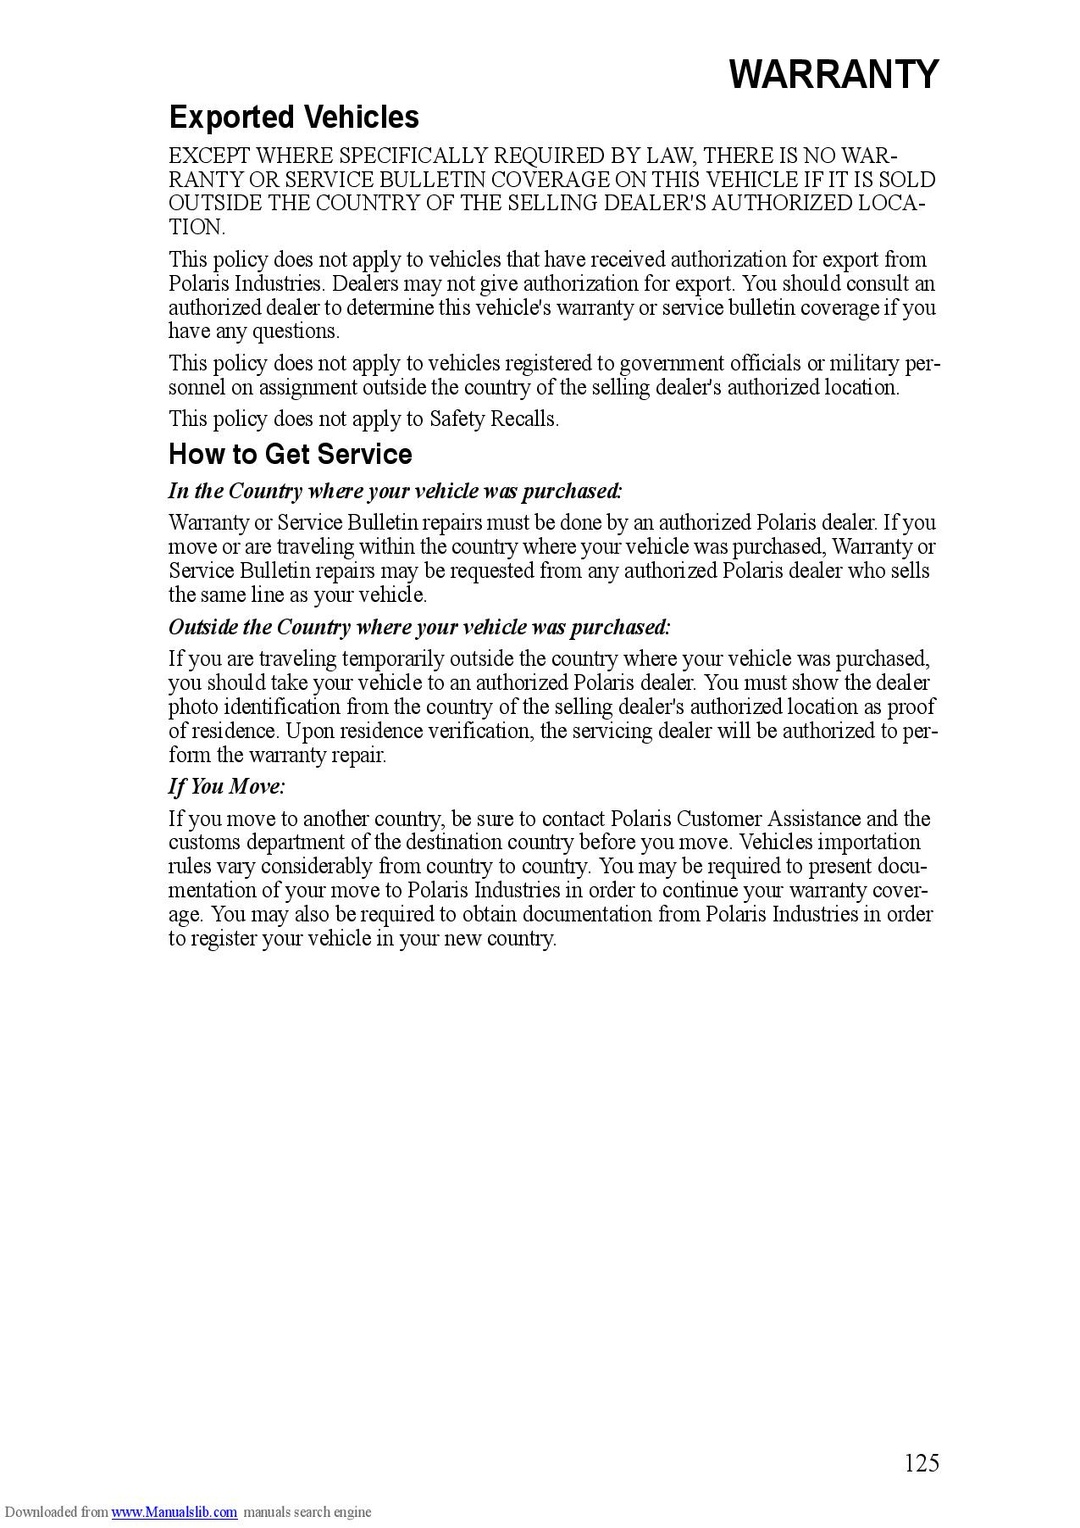 WARRANTY
Exported Vehicles
EXCEPT WHERE SPECIFICALLY REQUIRED BY LAW, THERE IS NO WAR-
RANTY OR SERVICE BULLETIN COVERAGE ON THIS VEHICLE IF IT IS SOLD
OUTSIDE THE COUNTRY OF THE SELLING DEALER'S AUTHORIZED LOCA-
TION.
This policy does not apply to vehicles that have received authorization for export from
Polaris Industries. Dealers may not give authorization for export. You should consult an
authorized dealer to determine this vehicle's warranty or service bulletin coverage if you
have any questions.
This policy does not apply to vehicles registered to government officials or military per-
sonnel on assignment outside the country of the selling dealer's authorized location.
This policy does not apply to Safety Recalls.
How to Get Service
In the Country where your vehicle was purchased:
Warranty or Service Bulletin repairs must be done by an authorized Polaris dealer. If you
move or are traveling within the country where your vehicle was purchased, Warranty or
Service Bulletin repairs may be requested from any authorized Polaris dealer who sells
the same line as your vehicle.
Outside the Country where your vehicle was purchased:
If you are traveling temporarily outside the country where your vehicle was purchased,
you should take your vehicle to an authorized Polaris dealer. You must show the dealer
photo identification from the country of the selling dealer's authorized location as proof
of residence. Upon residence verification, the servicing dealer will be authorized to per-
form the warranty repair.
If You Move:
If you move to another country, be sure to contact Polaris Customer Assistance and the
customs department of the destination country before you move. Vehicles importation
rules vary considerably from country to country. You may be required to present docu-
mentation of your move to Polaris Industries in order to continue your warranty cover-
age. You may also be required to obtain documentation from Polaris Industries in order
to register your vehicle in your new country.
125
Downloaded from www.Manualslib.com manuals search engine